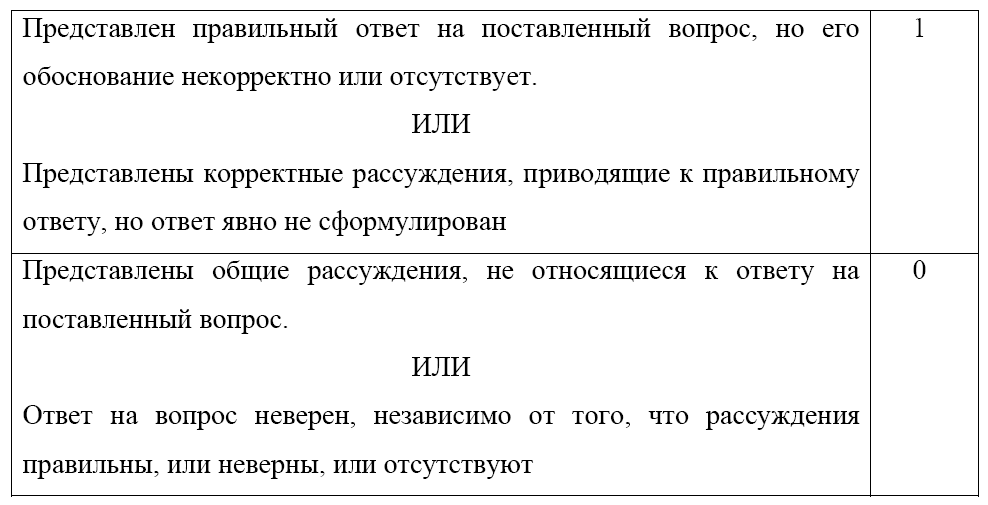 Представлен правильный ответ на поставленный вопрос, но его
1
обоснование некорректно или отсутствует.
ИЛИ
Представлены корректные рассуждения, приводящие к правильному
ответу, но ответ явно не сформулирован
Представлены общие рассуждения, не относящиеся к ответу на
0
поставленный вопрос.
ИЛИ
Ответ на вопрос неверен, независимо от того, что рассуждения
правильны, или неверны, или отсутствуют